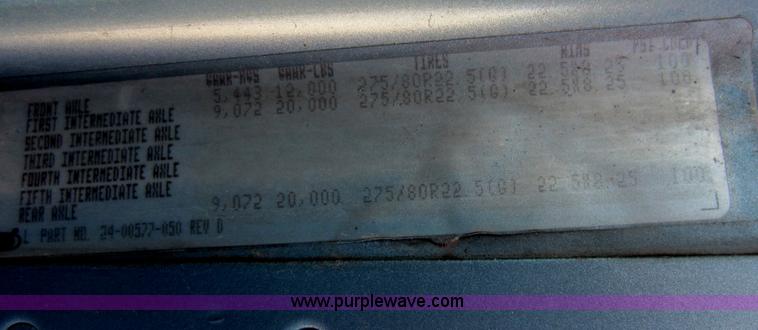 GAWR-KGS GAWR-LBS TIRES RIMS PSI COLD
FRONT AXLE 5,443 12,000 275/80R22.5(G) 22.5X8.25
FIRST INTERMEDIATE AXLE 9,072 20,000 275/80R22.5(G) 22.5X8.25
SECOND INTERMEDIATE AXLE
THIRD INTERMEDIATE AXLE
FOURTH INTERMEDIATE AXLE
FIFTH INTERMEDIATE AXLE
REAR AXLE 9,072 20,000 275/80R22.5(G) 22.5X8.25
L PART NO. 24-00577-050 REV D
www.purplewave.com